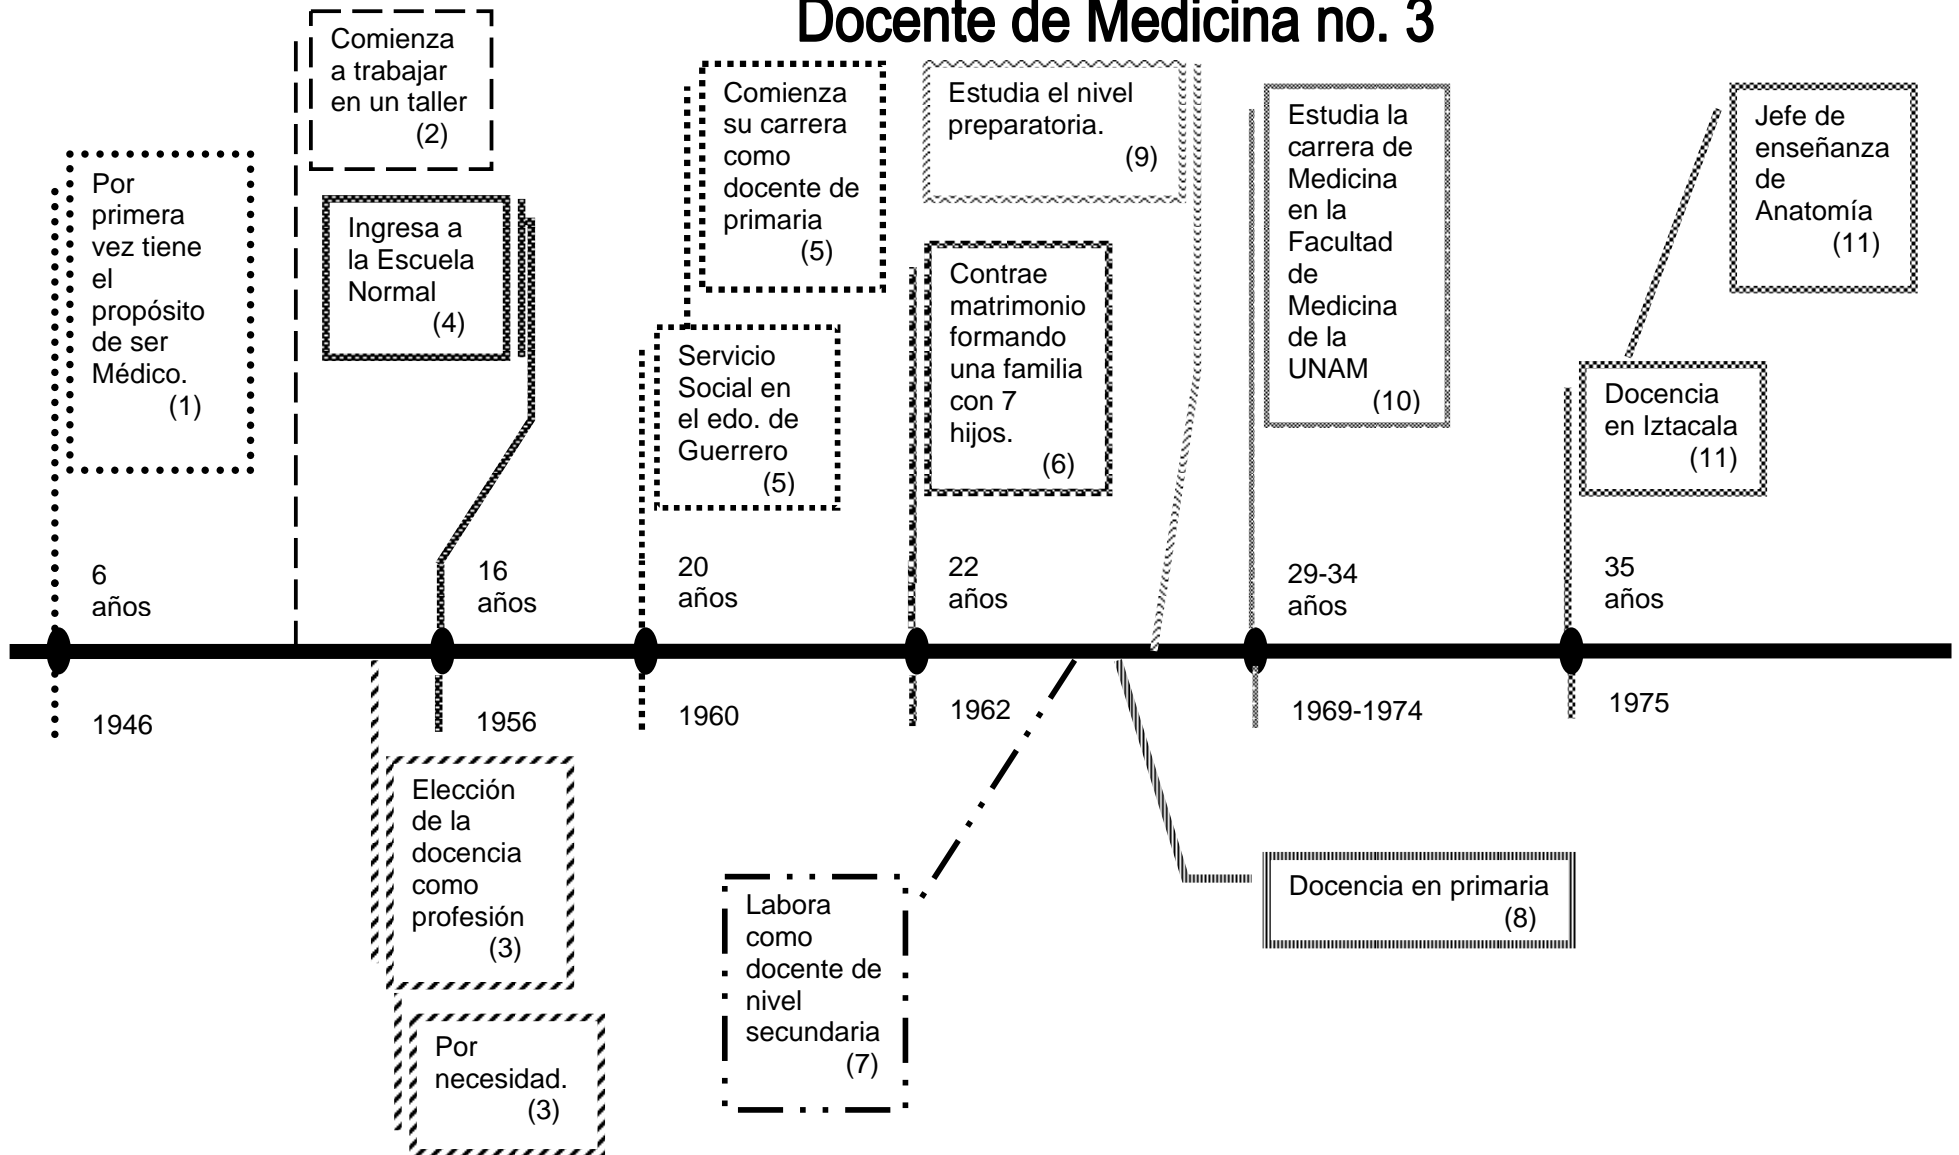 Docente de Medicina no. 3
Comienza
a trabajar
en un taller
(2)
Por
primera
vez tiene
el
propósito
de ser
Médico.
(1)
Ingresa a
la Escuela
Normal
(4)
Comienza
su carrera
como
docente de
primaria
(5)
Servicio
Social en
el edo. de
Guerrero
(5)
Estudia el nivel
preparatoria.
(9)
Contrae
matrimonio
formando
una familia
con 7
hijos.
(6)
Estudia la
carrera de
Medicina
en la
Facultad
de
Medicina
de la
UNAM
(10)
Jefe de
enseñanza
de
Anatomía
(11)
Docencia
en Iztacala
(11)
6
años
16
años
20
años
22
años
29-34
años
35
años
1946
1956
1960
1962
1969-1974
1975
Elección
de la
docencia
como
profesión
(3)
Por
necesidad.
(3)
Labora
como
docente de
nivel
secundaria
(7)
Docencia en primaria
(8)